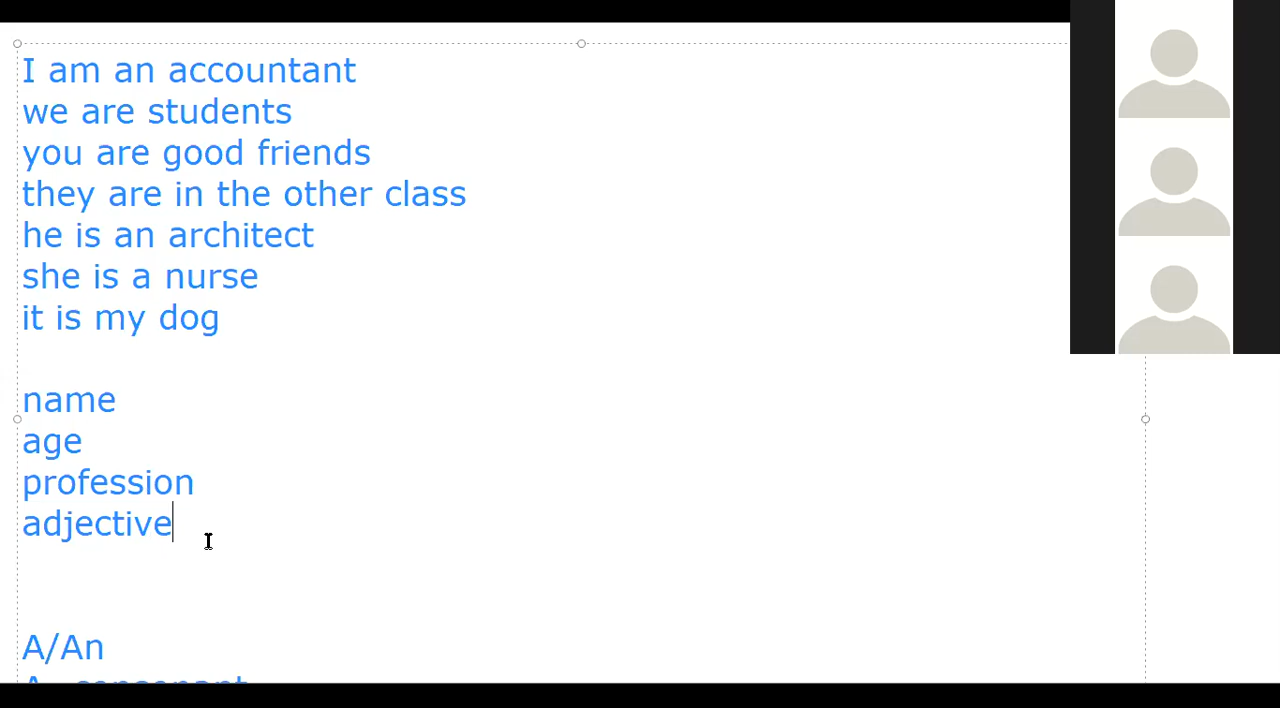 I am an accountant
we are students
you are good friends
they are in the other class
he is an architect
she is a nurse
it is my dog
name
age
profession
adjective
A/An